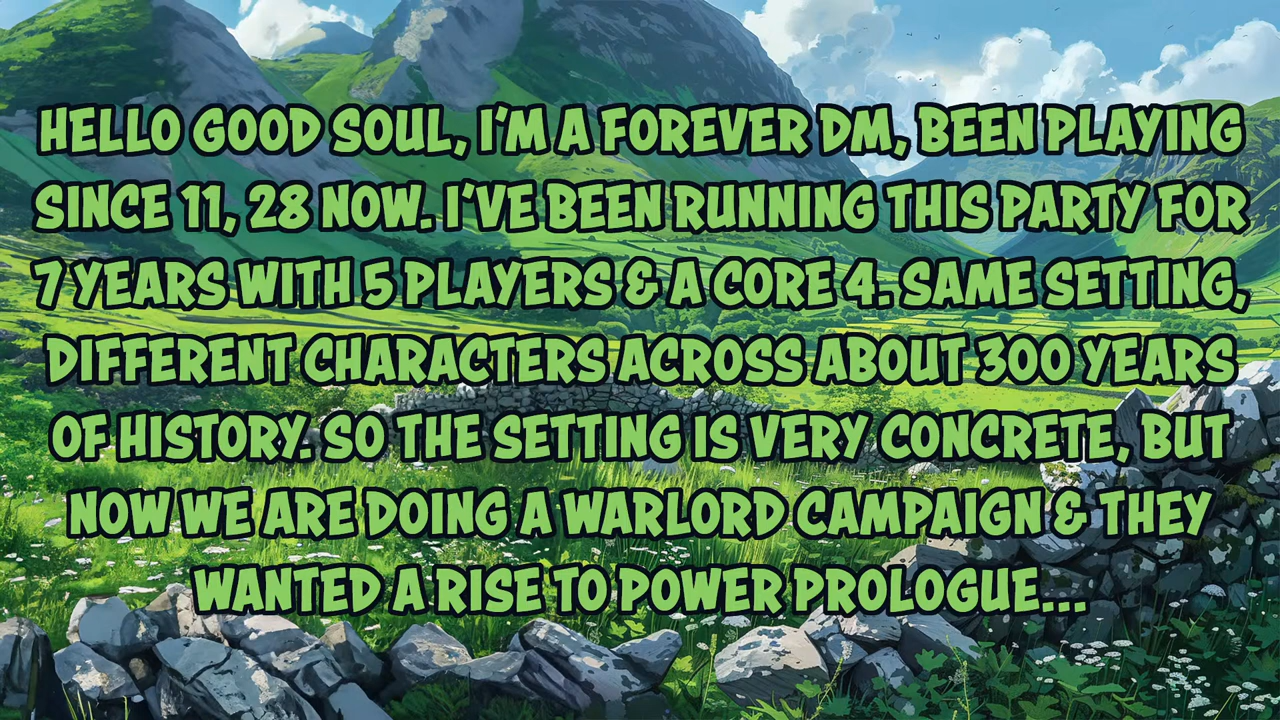 HELLO GOOD SOUL, I'M A FOREVER DM, BEEN PLAYING
SINCE 11, 28 NOW. I'VE BEEN RUNNING THIS PARTY FOR
7 YEARS WITH 5 PLAYERS & A CORE 4. SAME SETTING,
DIFFERENT CHARACTERS ACROSS ABOUT 300 YEARS
OF HISTORY. SO THE SETTING IS VERY CONCRETE, BUT
NOW WE ARE DOING A WARLORD CAMPAIGN & THEY
WANTED A RISE TO POWER PROLOGUE...